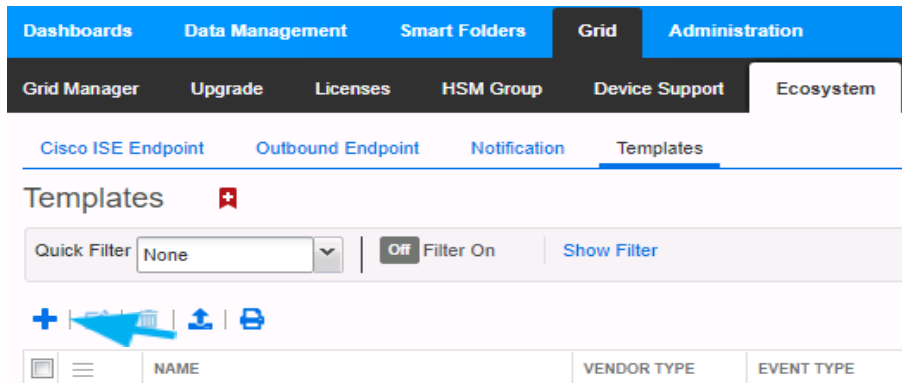 Dashboards Data Management Smart Folders Grid Administration
Grid Manager Upgrade Licenses HSM Group Device Support Ecosystem
Cisco ISE Endpoint Outbound Endpoint Notification Templates
Templates
Quick Filter None Off Filter On Show Filter
NAME VENDOR TYPE EVENT TYPE